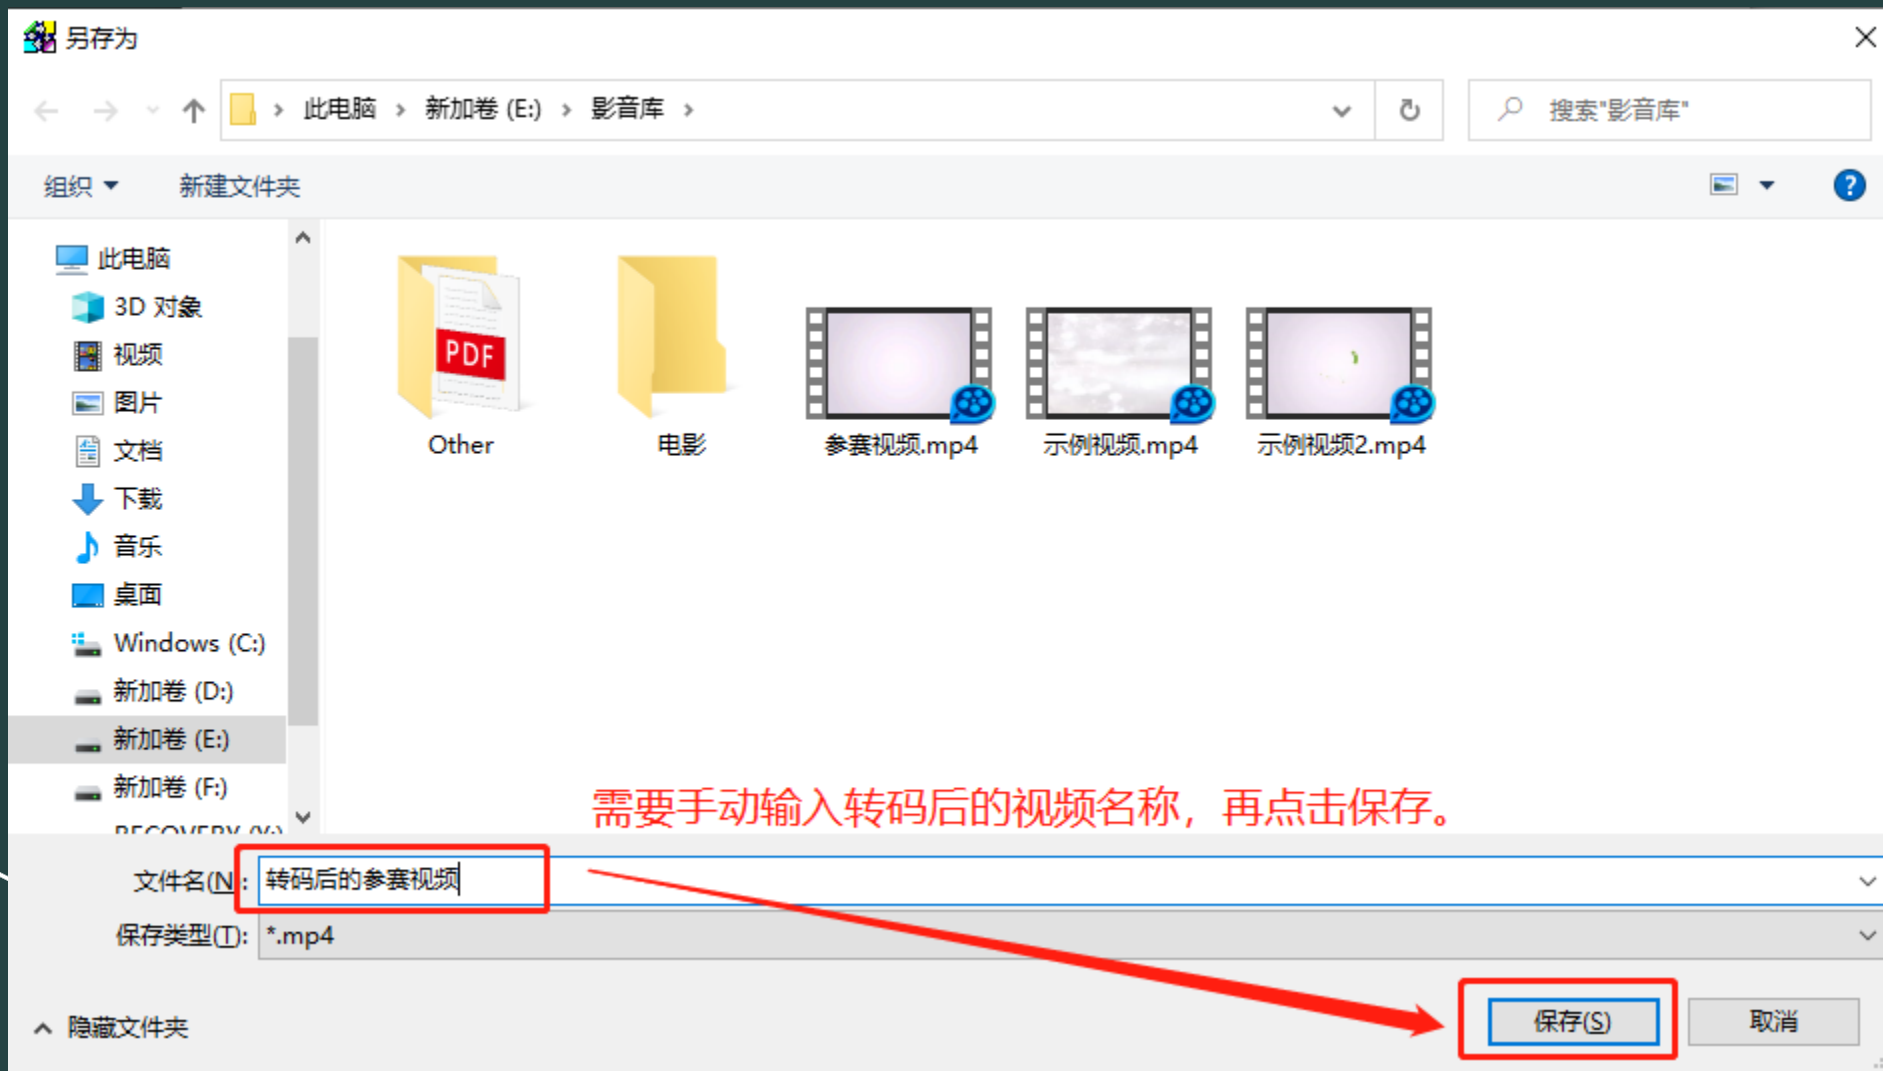 另存为
此电脑 › 新加卷 (E:) › 影音库 ›
搜索"影音库"
组织
新建文件夹
此电脑
3D 对象
视频
图片
文档
下载
音乐
桌面
Windows (C:)
新加卷 (D:)
新加卷 (E:)
新加卷 (F:)
PDF
Other
电影
参赛视频.mp4
示例视频.mp4
示例视频2.mp4
需要手动输入转码后的视频名称，再点击保存。
文件名(N): 转码后的参赛视频
保存类型(T): *.mp4
隐藏文件夹
保存(S)
取消